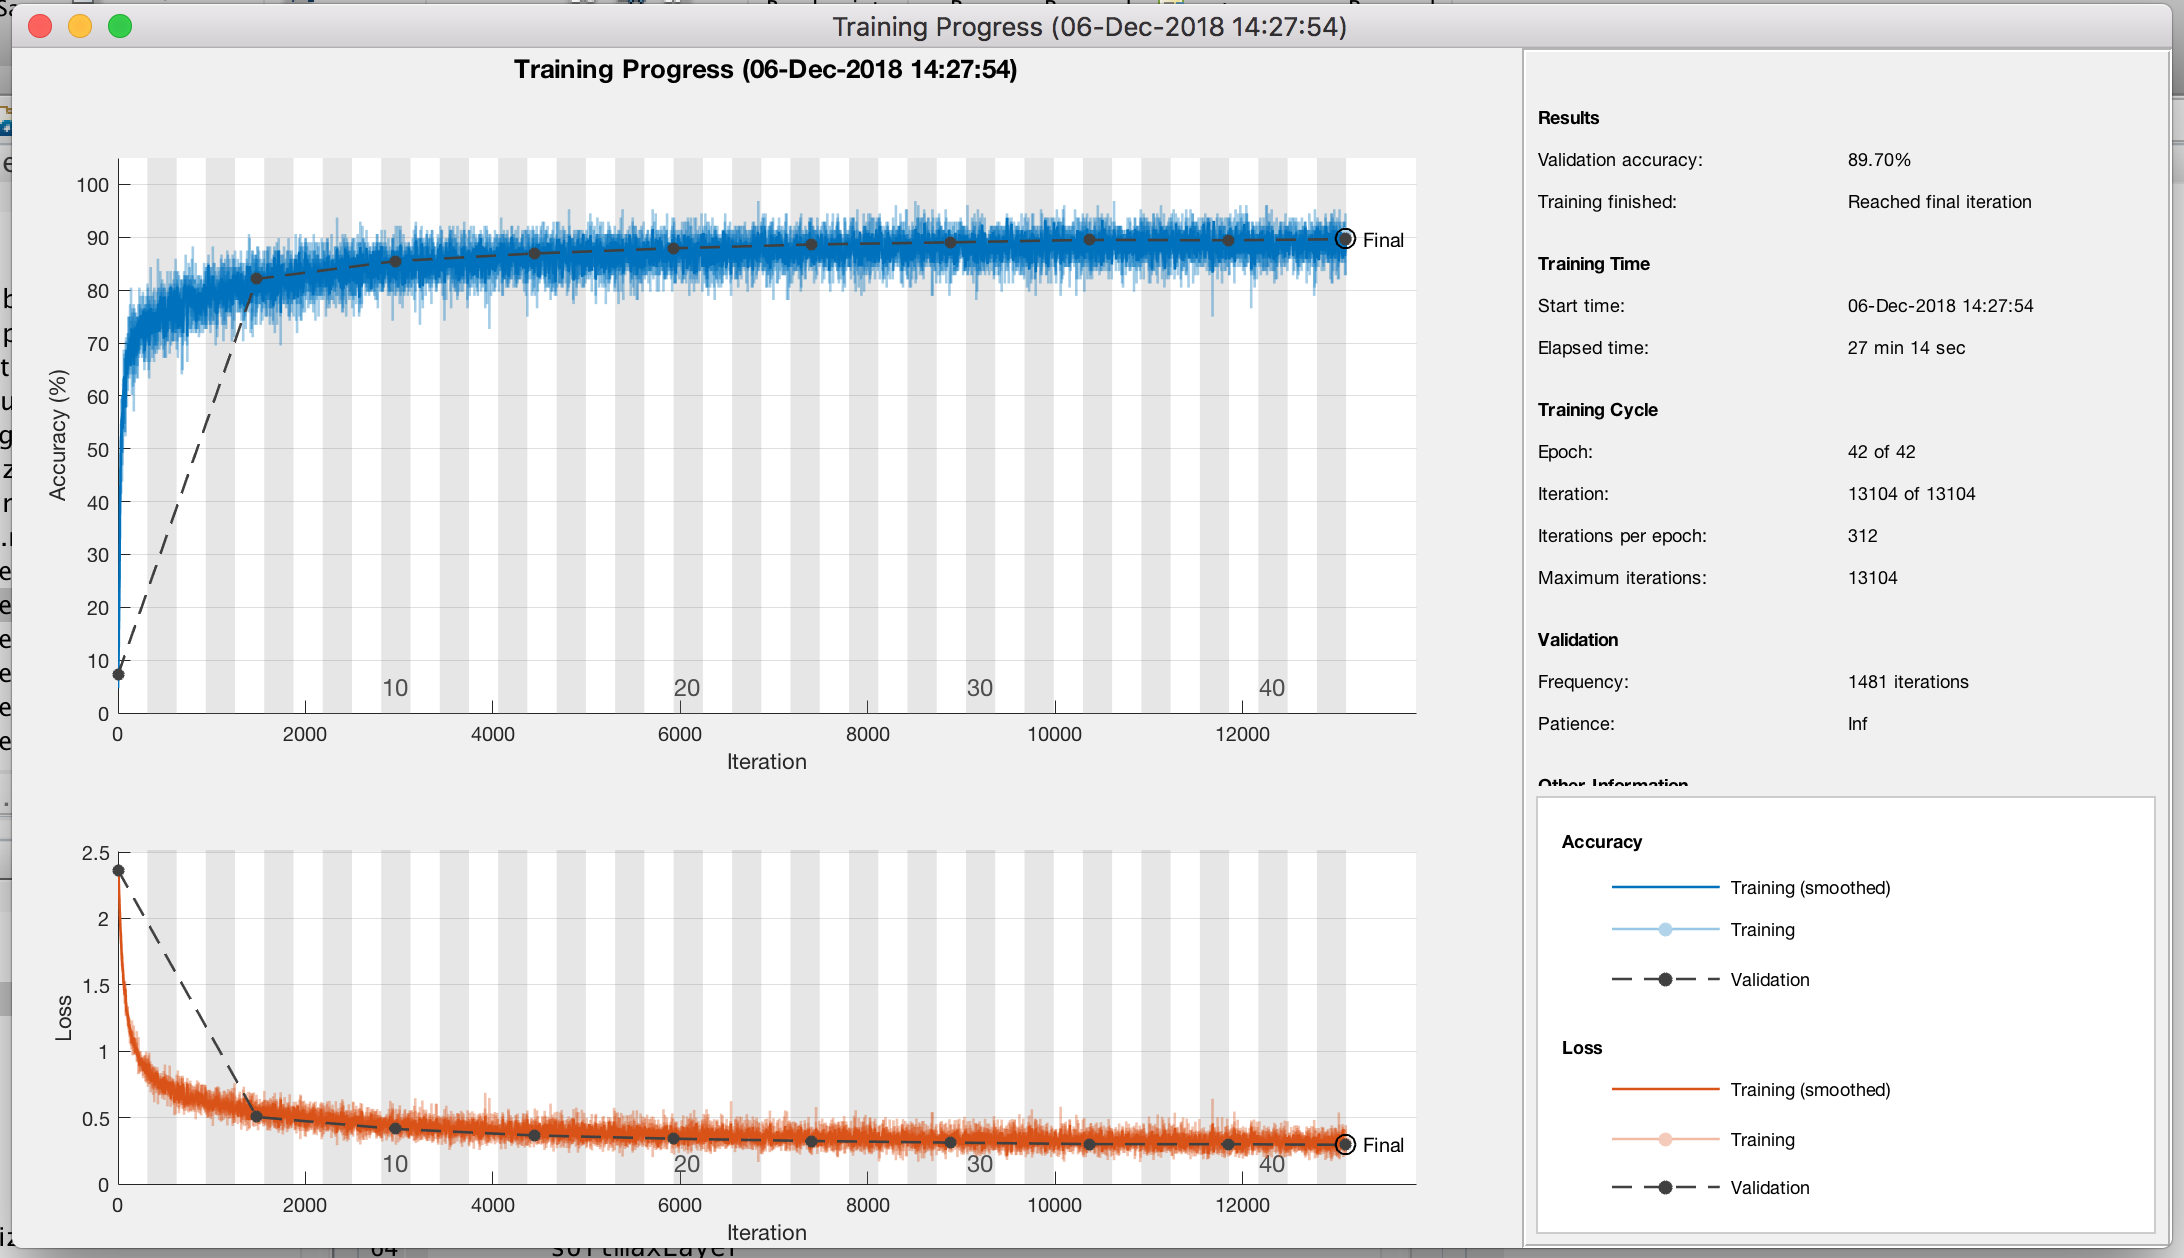 Training Progress (06-Dec-2018 14:27:54)
Training Progress (06-Dec-2018 14:27:54)
100
90
80
70
60
50
40
30
20
10
0
Accuracy (%)
Final
10 20 30 40
0 2000 4000 6000 8000 10000 12000
Iteration
2.5
2
1.5
1
0.5
0
Loss
Final
10 20 30 40
0 2000 4000 6000 8000 10000 12000
Iteration
Results
Validation accuracy: 89.70%
Training finished: Reached final iteration
Training Time
Start time: 06-Dec-2018 14:27:54
Elapsed time: 27 min 14 sec
Training Cycle
Epoch: 42 of 42
Iteration: 13104 of 13104
Iterations per epoch: 312
Maximum iterations: 13104
Validation
Frequency: 1481 iterations
Patience: Inf
Other Information
Accuracy
Training (smoothed)
Training
Validation
Loss
Training (smoothed)
Training
Validation
64 softmaxLayer